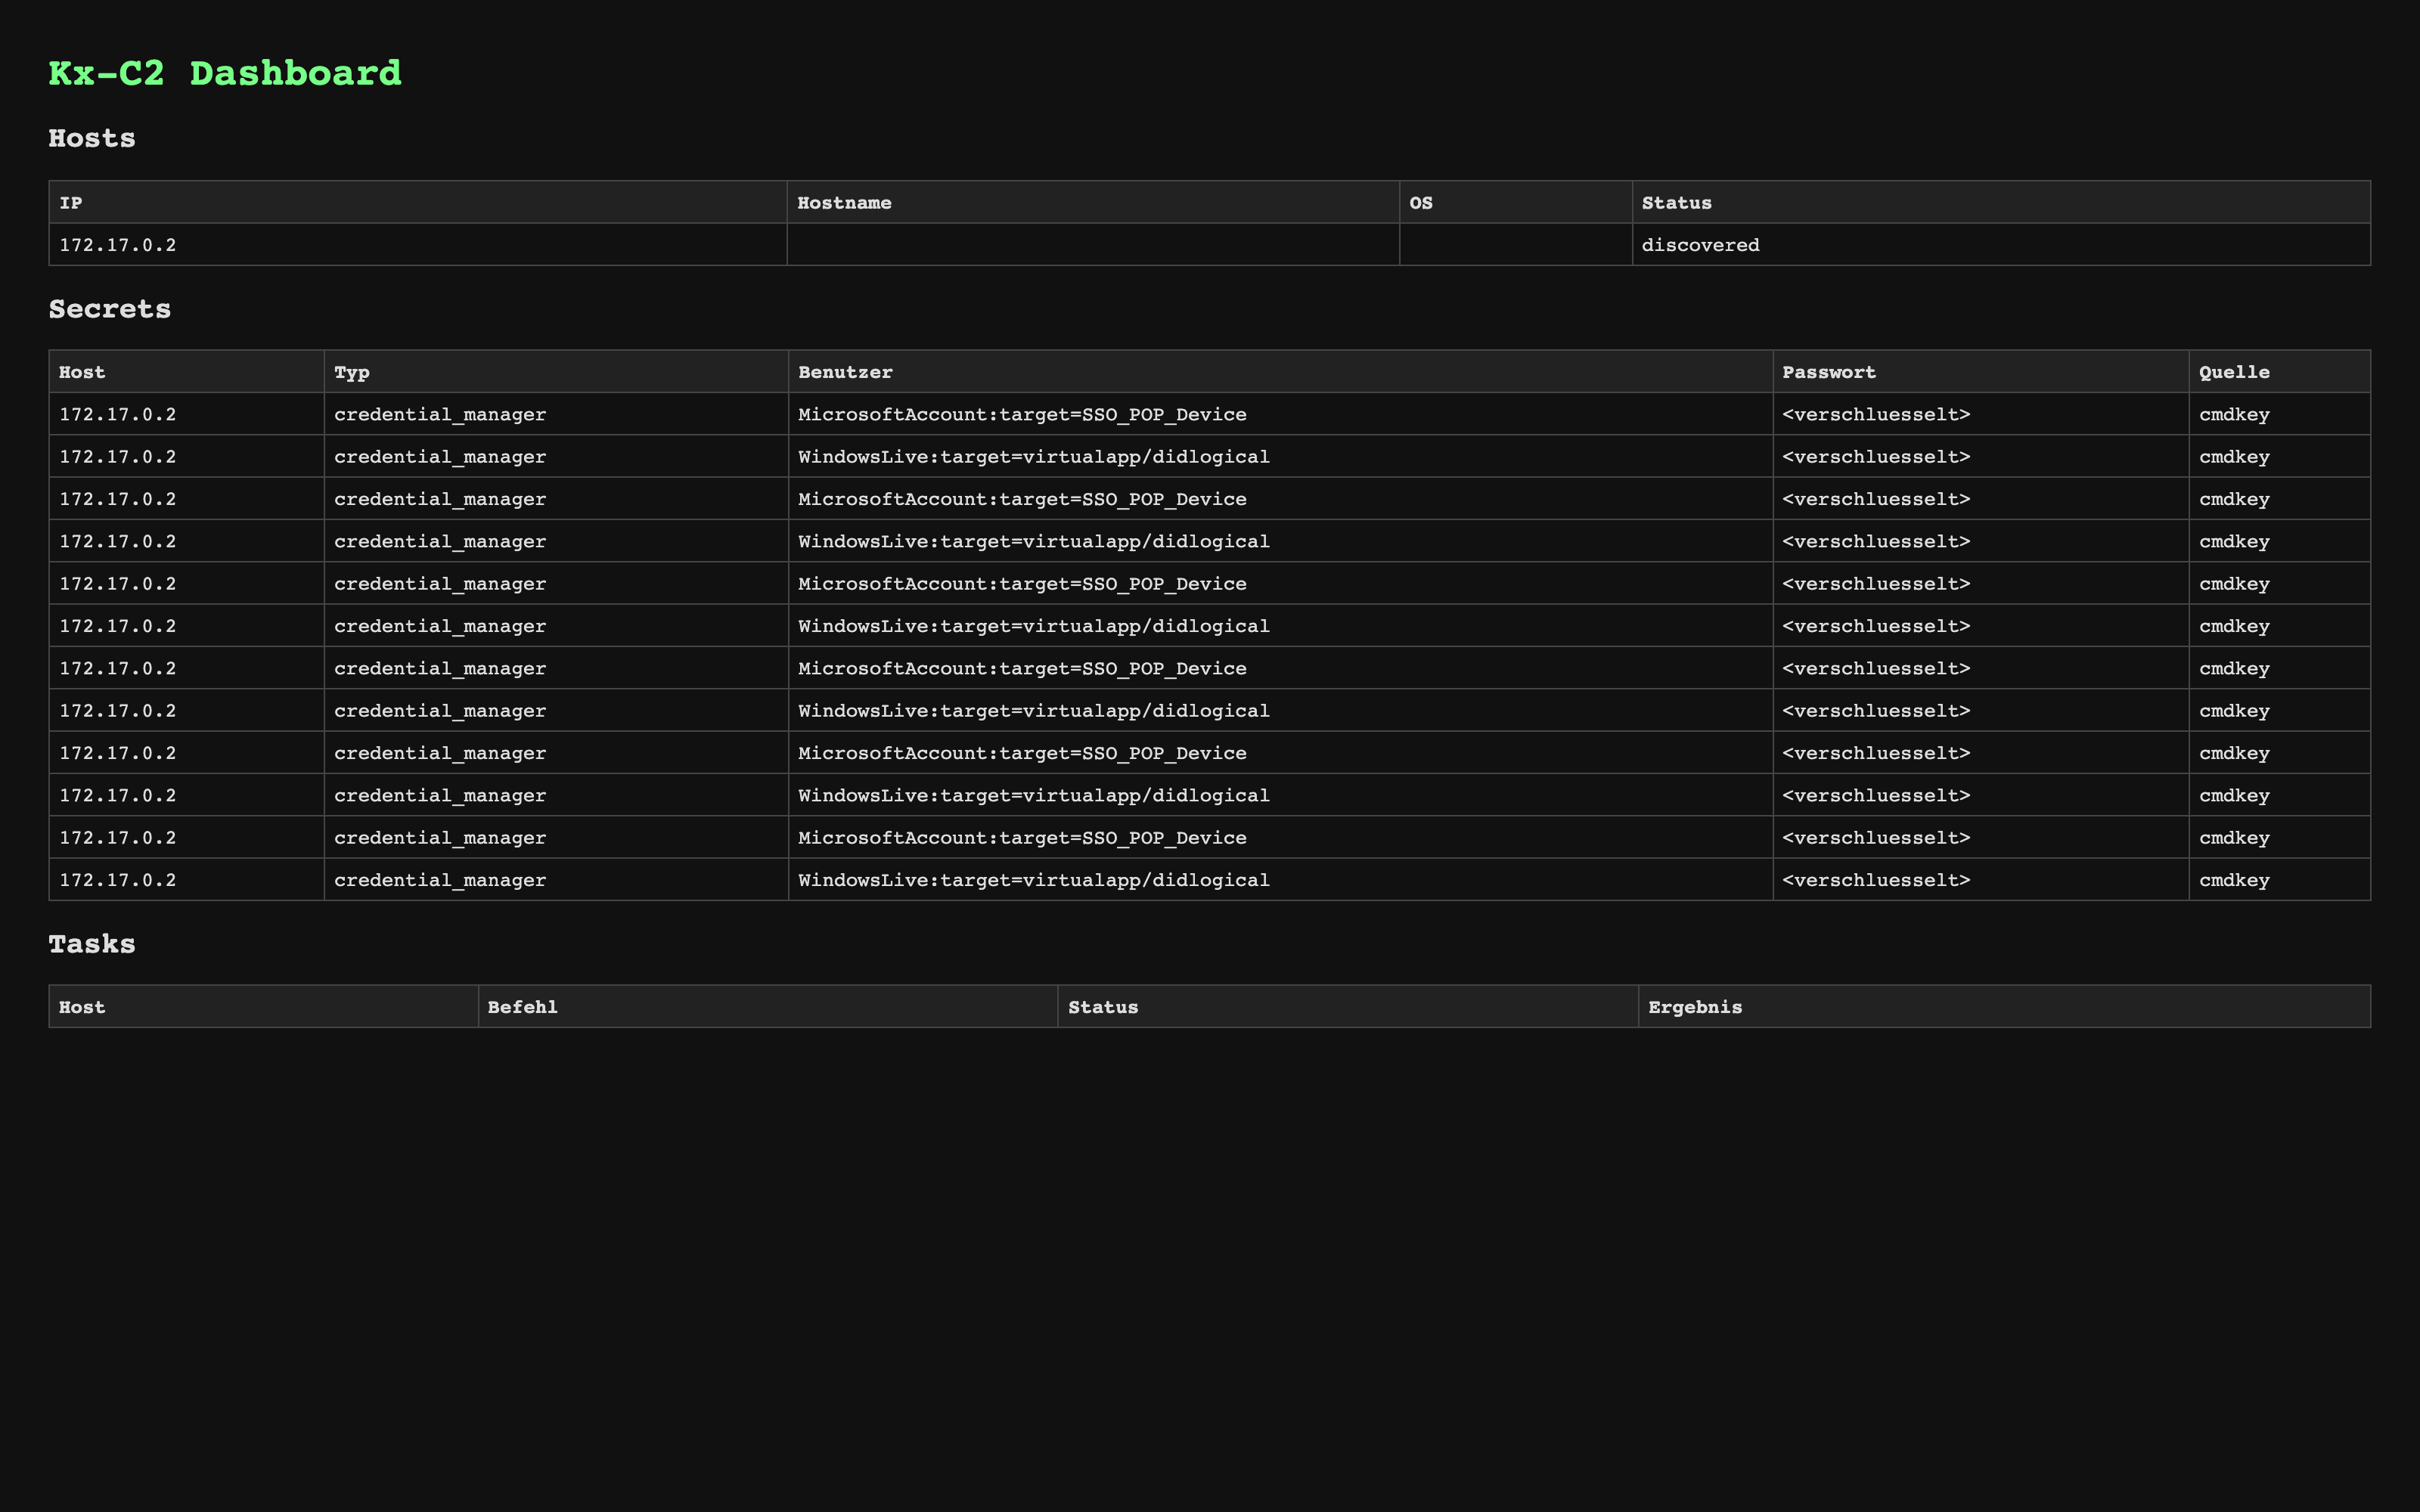 Kx-C2 Dashboard
Hosts
IP Hostname OS Status
172.17.0.2 discovered
Secrets
Host Typ Benutzer Passwort Quelle
172.17.0.2 credential_manager MicrosoftAccount:target=SSO_POP_Device <verschluesselt> cmdkey
172.17.0.2 credential_manager WindowsLive:target=virtualapp/didlogical <verschluesselt> cmdkey
172.17.0.2 credential_manager MicrosoftAccount:target=SSO_POP_Device <verschluesselt> cmdkey
172.17.0.2 credential_manager WindowsLive:target=virtualapp/didlogical <verschluesselt> cmdkey
172.17.0.2 credential_manager MicrosoftAccount:target=SSO_POP_Device <verschluesselt> cmdkey
172.17.0.2 credential_manager WindowsLive:target=virtualapp/didlogical <verschluesselt> cmdkey
172.17.0.2 credential_manager MicrosoftAccount:target=SSO_POP_Device <verschluesselt> cmdkey
172.17.0.2 credential_manager WindowsLive:target=virtualapp/didlogical <verschluesselt> cmdkey
172.17.0.2 credential_manager MicrosoftAccount:target=SSO_POP_Device <verschluesselt> cmdkey
172.17.0.2 credential_manager WindowsLive:target=virtualapp/didlogical <verschluesselt> cmdkey
172.17.0.2 credential_manager MicrosoftAccount:target=SSO_POP_Device <verschluesselt> cmdkey
172.17.0.2 credential_manager WindowsLive:target=virtualapp/didlogical <verschluesselt> cmdkey
Tasks
Host Befehl Status Ergebnis